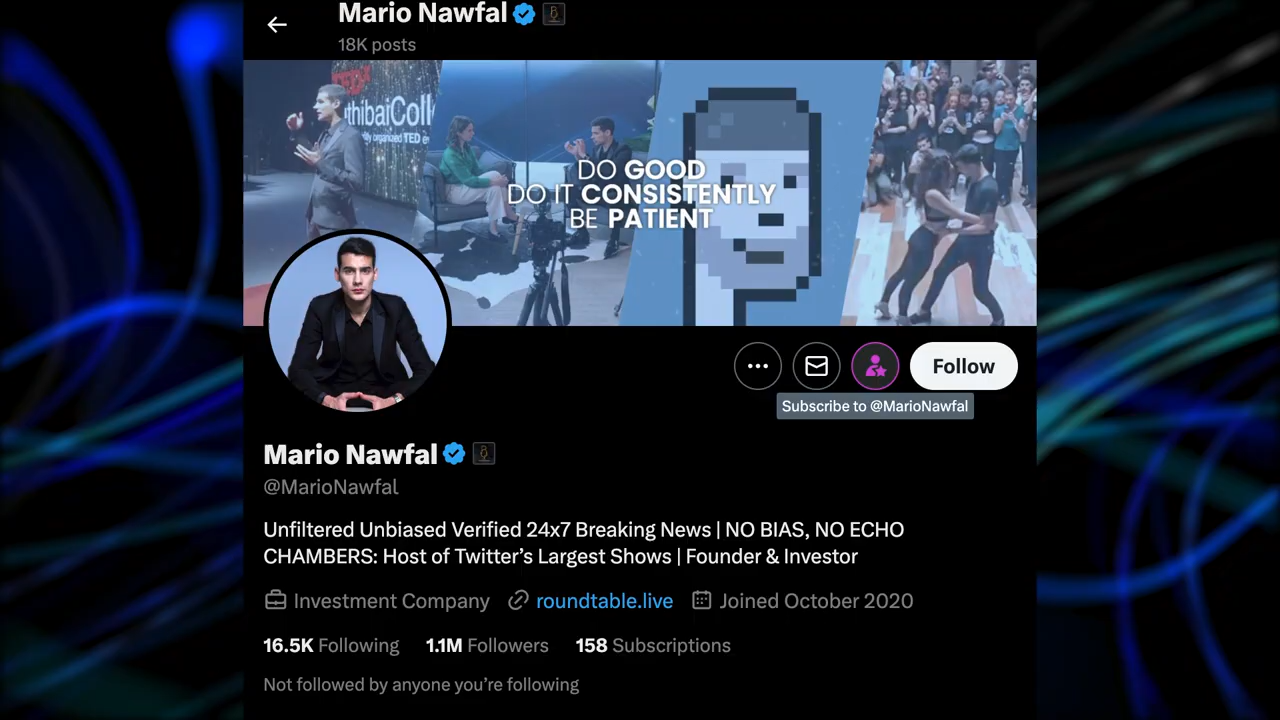 Mario Nawfal
18K posts
thibaiColl
organized TED e
DO GOOD
DO IT CONSISTENTLY
BE PATIENT
Follow
Subscribe to @MarioNawfal
Mario Nawfal
@MarioNawfal
Unfiltered Unbiased Verified 24x7 Breaking News | NO BIAS, NO ECHO
CHAMBERS: Host of Twitter’s Largest Shows | Founder & Investor
Investment Company roundtable.live Joined October 2020
16.5K Following 1.1M Followers 158 Subscriptions
Not followed by anyone you’re following